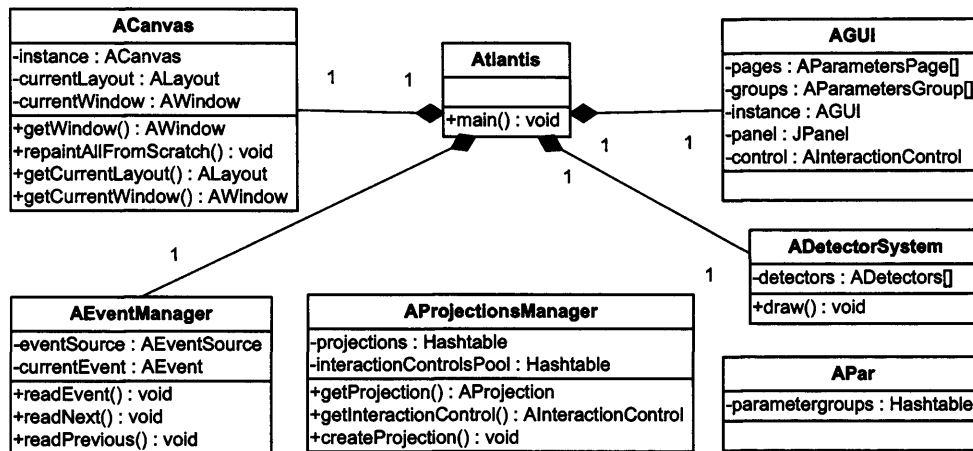 ACanvas
-instance : ACanvas
-currentLayout : ALayout
-currentWindow : AWindow
+getWindow() : AWindow
+repaintAllFromScratch() : void
+getCurrentLayout() : ALayout
+getCurrentWindow() : AWindow
1
1
Atlantis
+main() : void
1
1
AGUI
-pages : AParametersPage[]
-groups : AParametersGroup[]
-instance : AGUI
-panel : JPanel
-control : AInteractionControl
1
1
1
ADetectorSystem
-detectors : ADetectors[]
+draw() : void
AEventManager
-eventSource : AEventSource
-currentEvent : AEvent
+readEvent() : void
+readNext() : void
+readPrevious() : void
AProjectionsManager
-projections : Hashtable
-interactionControlsPool : Hashtable
+getProjection() : AProjection
+getInteractionControl() : AInteractionControl
+createProjection() : void
APar
-parametergroups : Hashtable